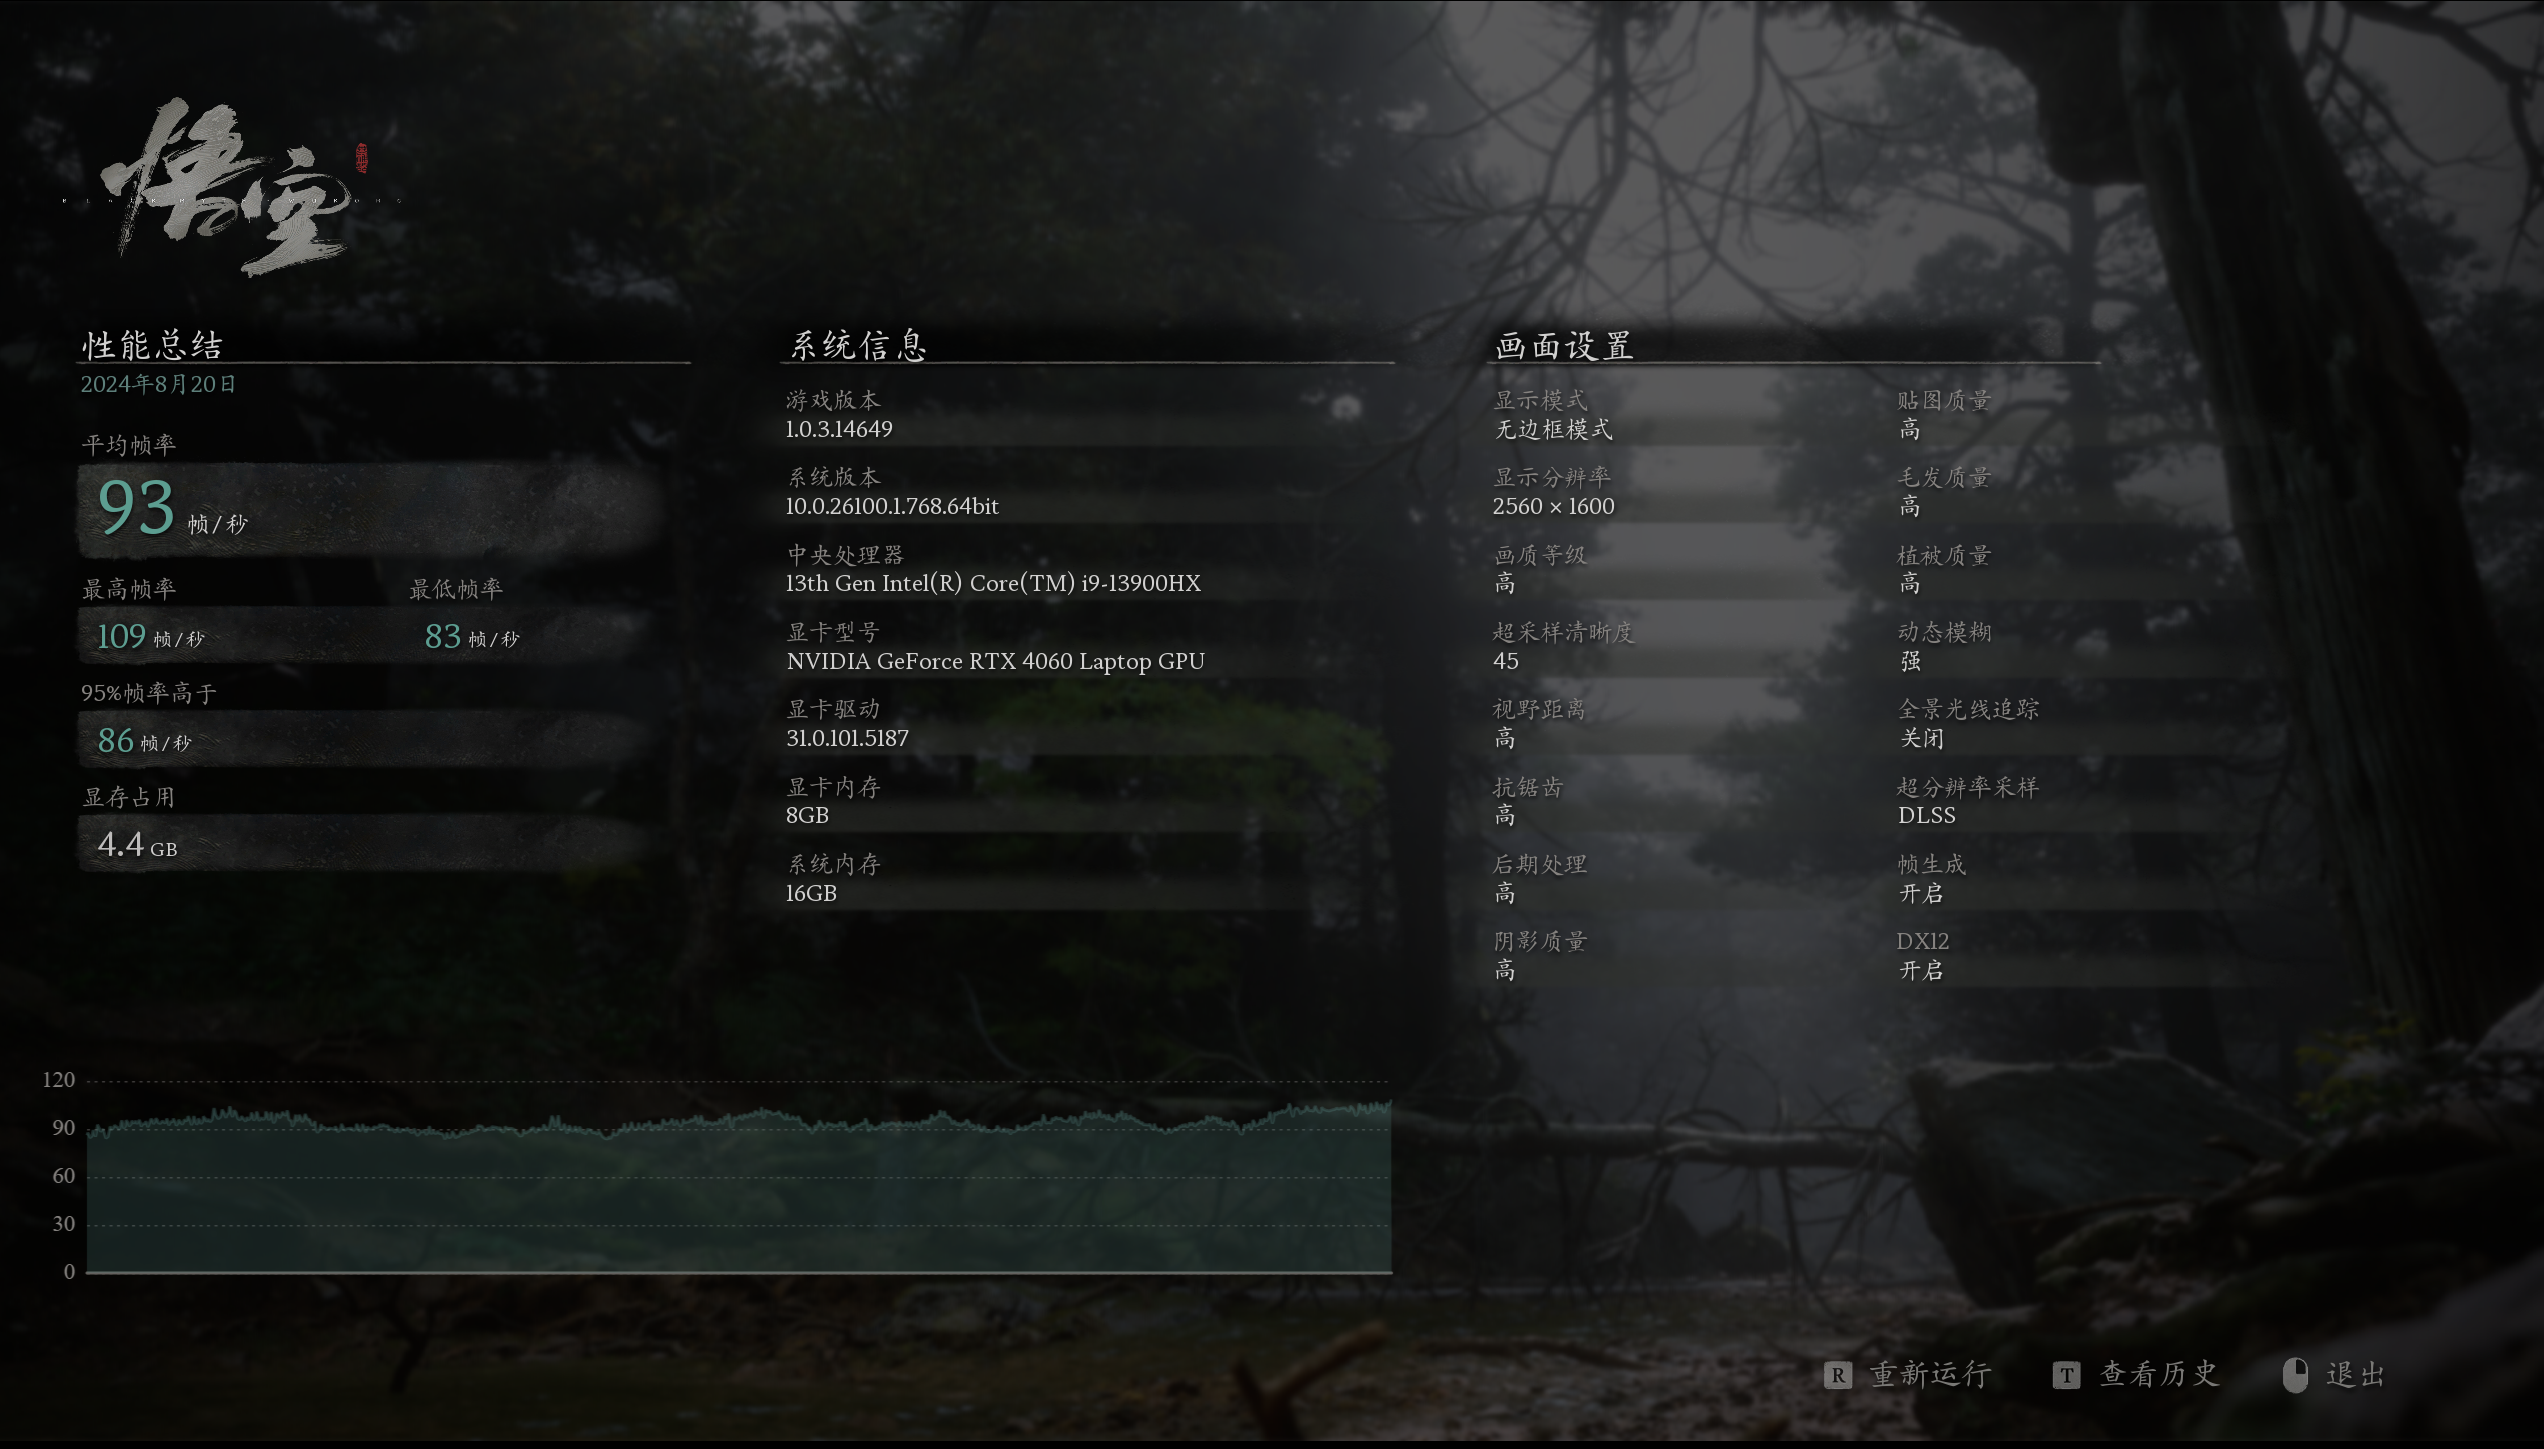 悟空
性能总结
2024年8月20日
平均帧率
93 帧/秒
最高帧率 最低帧率
109 帧/秒 83 帧/秒
95%帧率高于
86 帧/秒
显存占用
4.4 GB
系统信息
游戏版本
1.0.3.14649
系统版本
10.0.26100.1.768.64bit
中央处理器
13th Gen Intel(R) Core(TM) i9-13900HX
显卡型号
NVIDIA GeForce RTX 4060 Laptop GPU
显卡驱动
31.0.101.5187
显卡内存
8GB
系统内存
16GB
画面设置
显示模式
无边框模式
显示分辨率
2560 × 1600
画质等级
高
超采样清晰度
45
视野距离
高
抗锯齿
高
后期处理
高
阴影质量
高
贴图质量
高
毛发质量
高
植被质量
高
动态模糊
强
全景光线追踪
关闭
超分辨率采样
DLSS
帧生成
开启
DX12
开启
120
90
60
30
0
R 重新运行 T 查看历史 退出